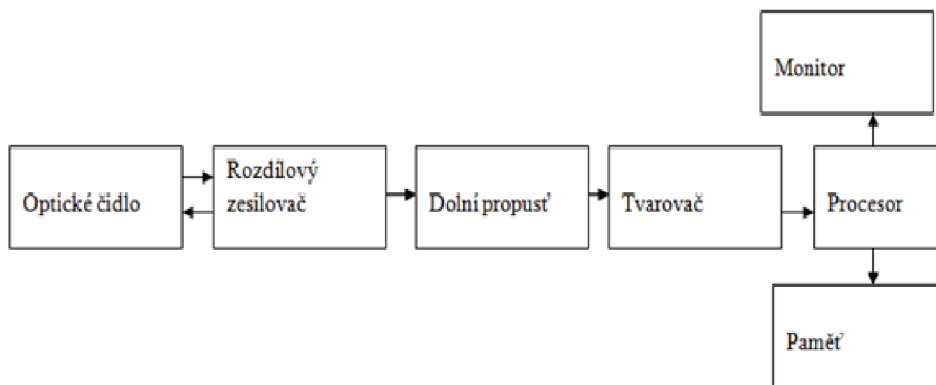 Monitor
Optické čidlo
Rozdílový
zesilovač
Dolní propusť
Tvarovač
Procesor
Paměť